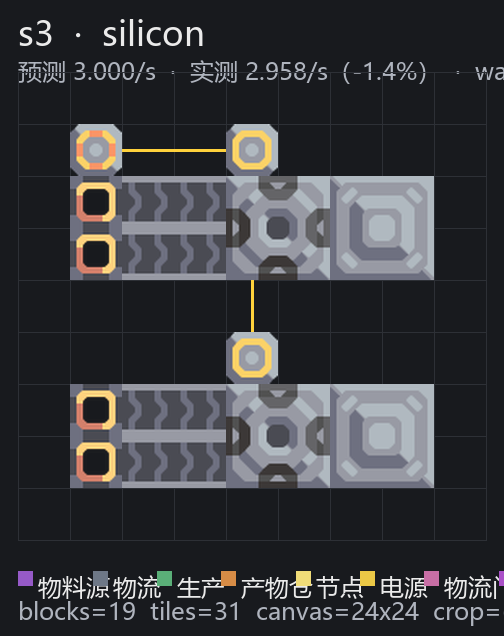 s3 · silicon
预测 3.000/s · 实测 2.958/s (-1.4%) ·
物料源 物流 生产 产物仓 节点 电源 物流
blocks=19 tiles=31 canvas=24x24 crop=